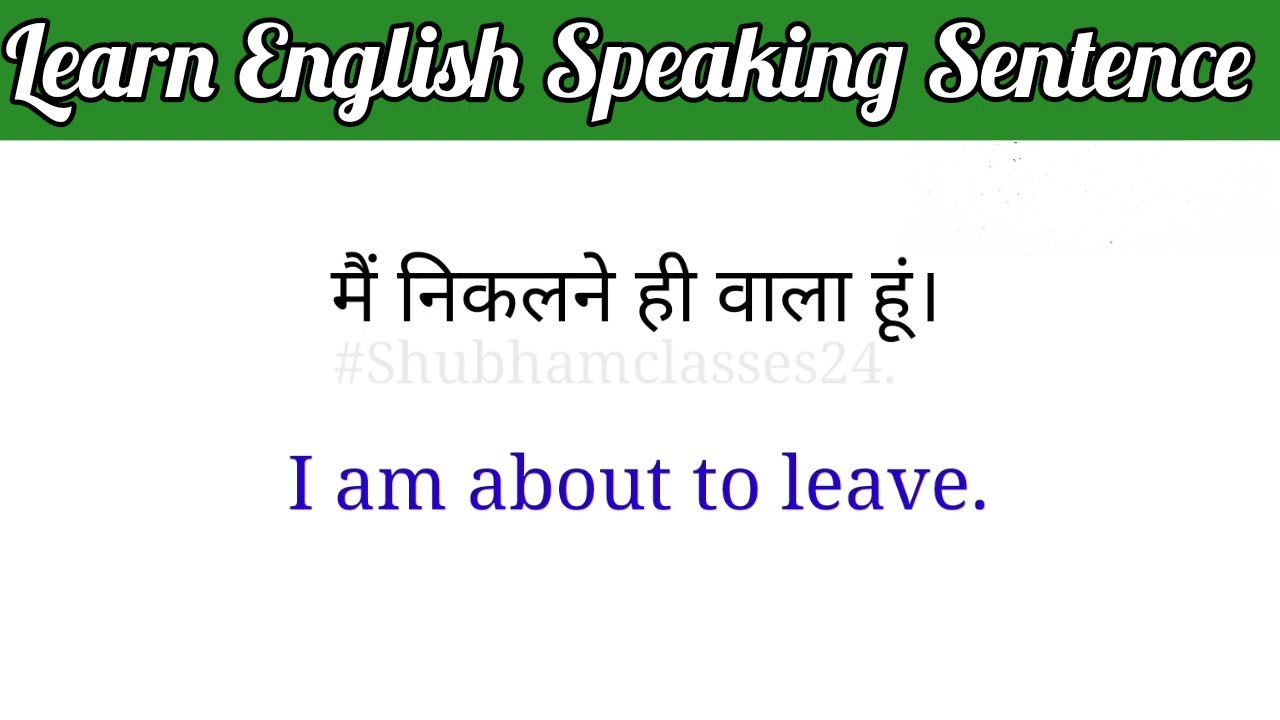 Learn English Speaking Sentence
मैं निकलने ही वाला हूं।
#Shubhamclasses24.
I am about to leave.